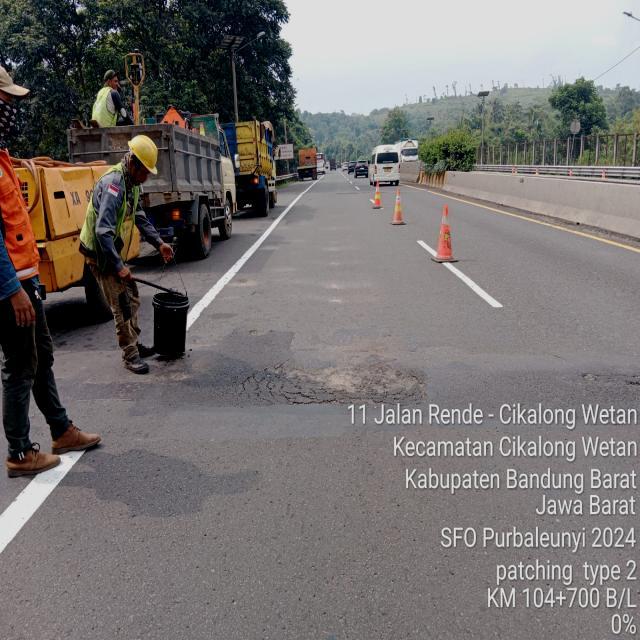 11 Jalan Rende - Cikalong Wetan
Kecamatan Cikalong Wetan
Kabupaten Bandung Barat
Jawa Barat
SFO Purbaleunyi 2024
patching type 2
KM 104+700 B/L
0%